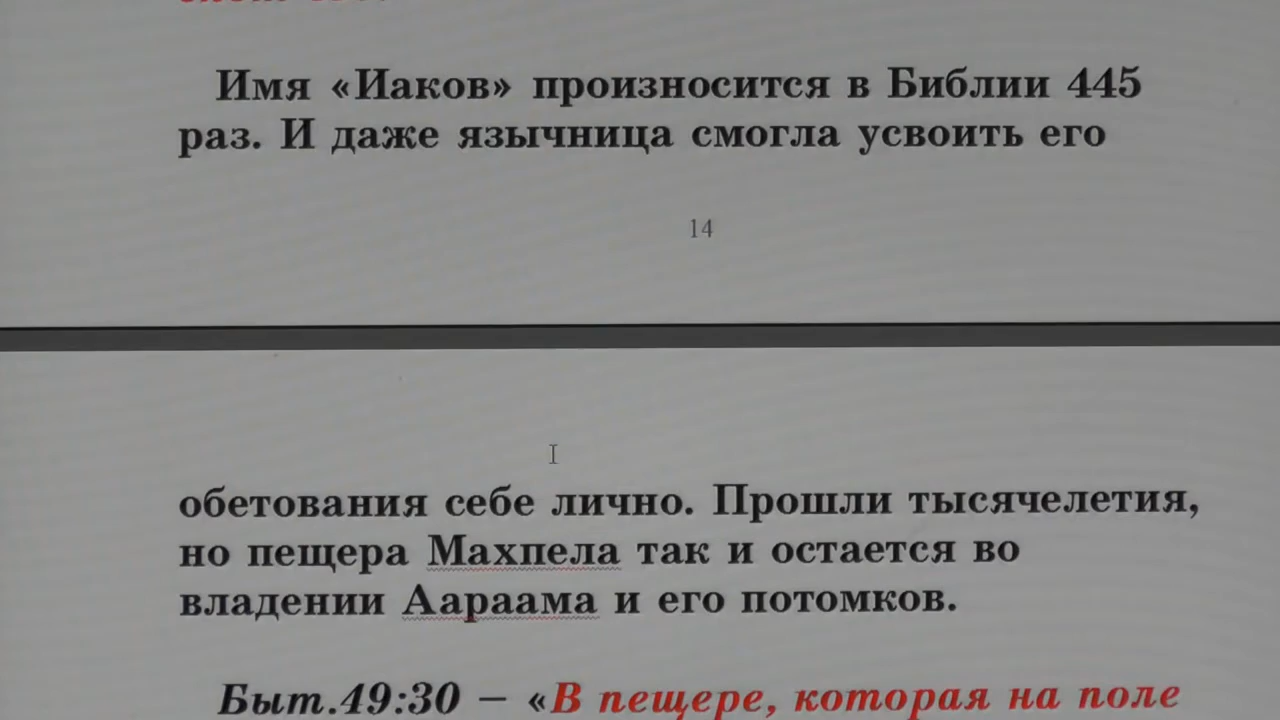 Имя «Иаков» произносится в Библии 445
раз. И даже язычница смогла усвоить его
14
обетования себе лично. Прошли тысячелетия,
но пещера Махпела так и остается во
владении Аараама и его потомков.
Быт.49:30 – «В пещере, которая на поле